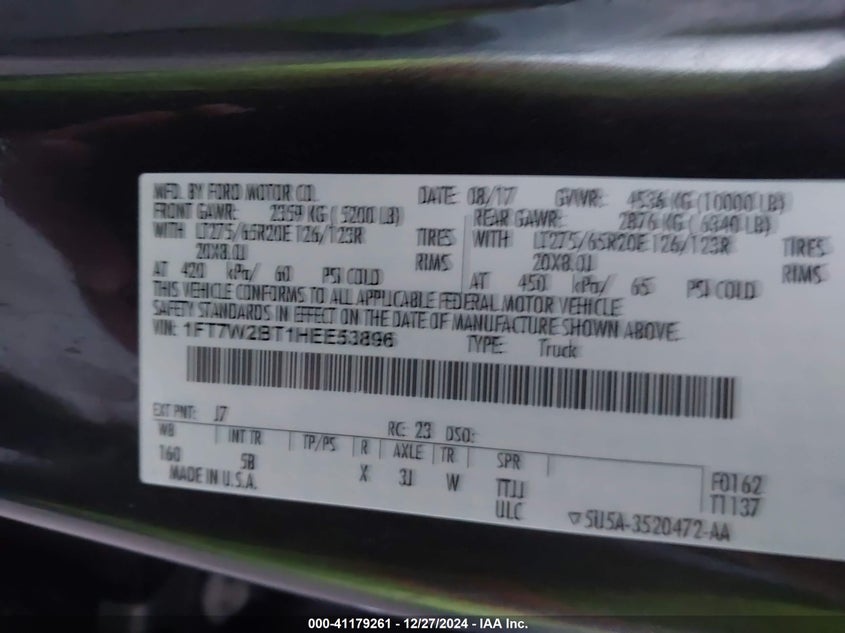 MFD. BY FORD MOTOR CO. DATE: 08/17 GVWR: 4536 KG (10000 LB)
FRONT GAWR: 2359 KG ( 5200 LB) REAR GAWR: 2876 KG ( 6340 LB)
WITH LT275/65R20E 126/123R TIRES WITH LT275/65R20E 126/123R TIRES
20X8.0J RIMS 20X8.0J RIMS
AT 420 kPa/ 60 PSI COLD AT 450 kPa/ 65 PSI COLD
THIS VEHICLE CONFORMS TO ALL APPLICABLE FEDERAL MOTOR VEHICLE
SAFETY STANDARDS IN EFFECT ON THE DATE OF MANUFACTURE SHOWN ABOVE.
VIN: 1FT7W2BT1HEE53896 TYPE: Truck
EXT PNT: J7 RC: 23 DSO:
WB INT TR TP/PS R AXLE TR SPR
160 5B X 3J W TTJJ F0162
MADE IN U.S.A. ULC T1137
5U5A-3520472-AA
000-41179261 - 12/27/2024 - IAA Inc.